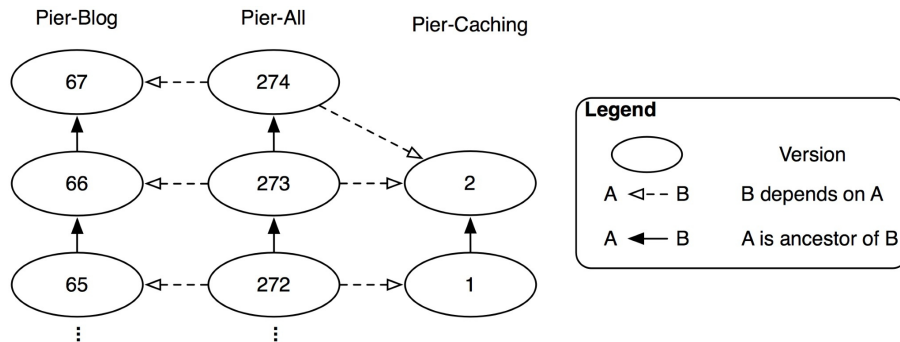 Pier-Blog Pier-All Pier-Caching
67 274
66 273 2
65 272 1
Legend
Version
A B B depends on A
A B A is ancestor of B